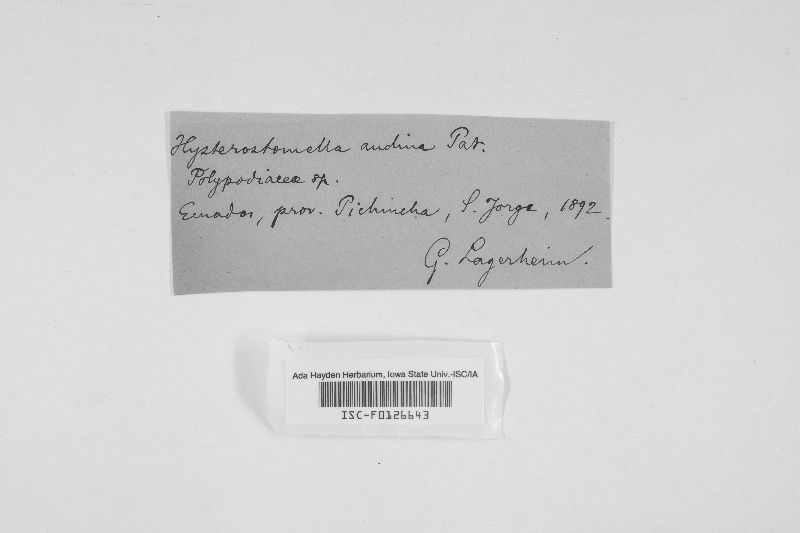 Hysterostomella andina Pat.
Polypodiacea sp.
Ecuador, prov. Pichincha, S. Jorge, 1892.
G. Lagerheim.
Ada Hayden Herbarium, Iowa State Univ.-ISC/IA
ISC-F0126643